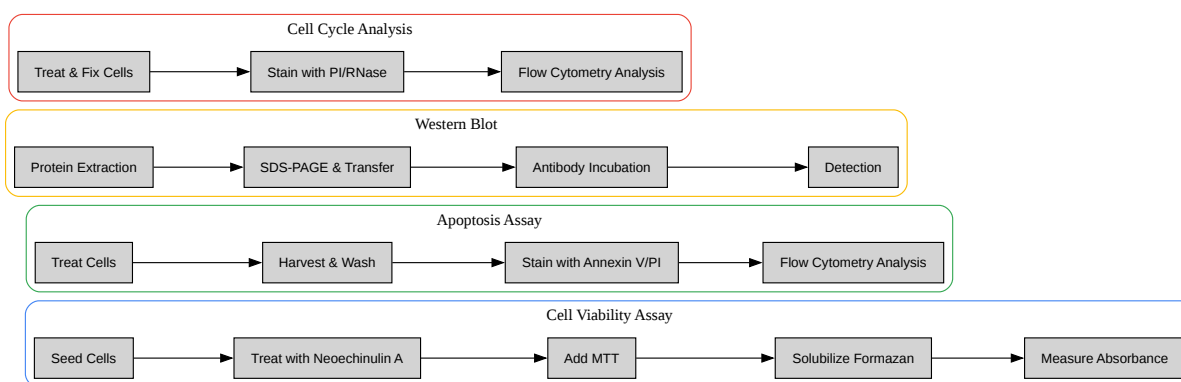 Cell Cycle Analysis
Treat & Fix Cells
Stain with PI/RNase
Flow Cytometry Analysis
Western Blot
Protein Extraction
SDS-PAGE & Transfer
Antibody Incubation
Detection
Apoptosis Assay
Treat Cells
Harvest & Wash
Stain with Annexin V/PI
Flow Cytometry Analysis
Cell Viability Assay
Seed Cells
Treat with Neoechinulin A
Add MTT
Solubilize Formazan
Measure Absorbance